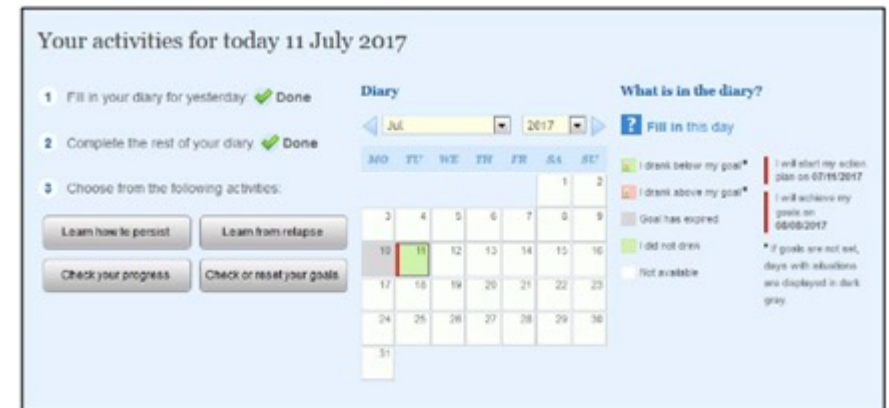 Your activities for today 11 July 2017
1 Fill in your diary for yesterday: Done
2 Complete the rest of your diary Done
3 Choose from the following activities:
Learn how to persist
Learn from relapse
Check your progress
Check or reset your goals
Diary
Jul 2017
MO TU WE TH FR SA SU
1 2
3 4 5 6 7 8 9
10 11 12 13 14 15 16
17 18 19 20 21 22 23
24 25 26 27 28 29 30
31
What is in the diary?
? Fill in this day
I drank below my goal*
I drank above my goal*
Goal has expired
I did not drink
Not available
I will start my action
plan on 07/11/2017
I will achieve my
goals on
08/08/2017
* If goals are not set,
days with situations
are displayed in dark
gray.